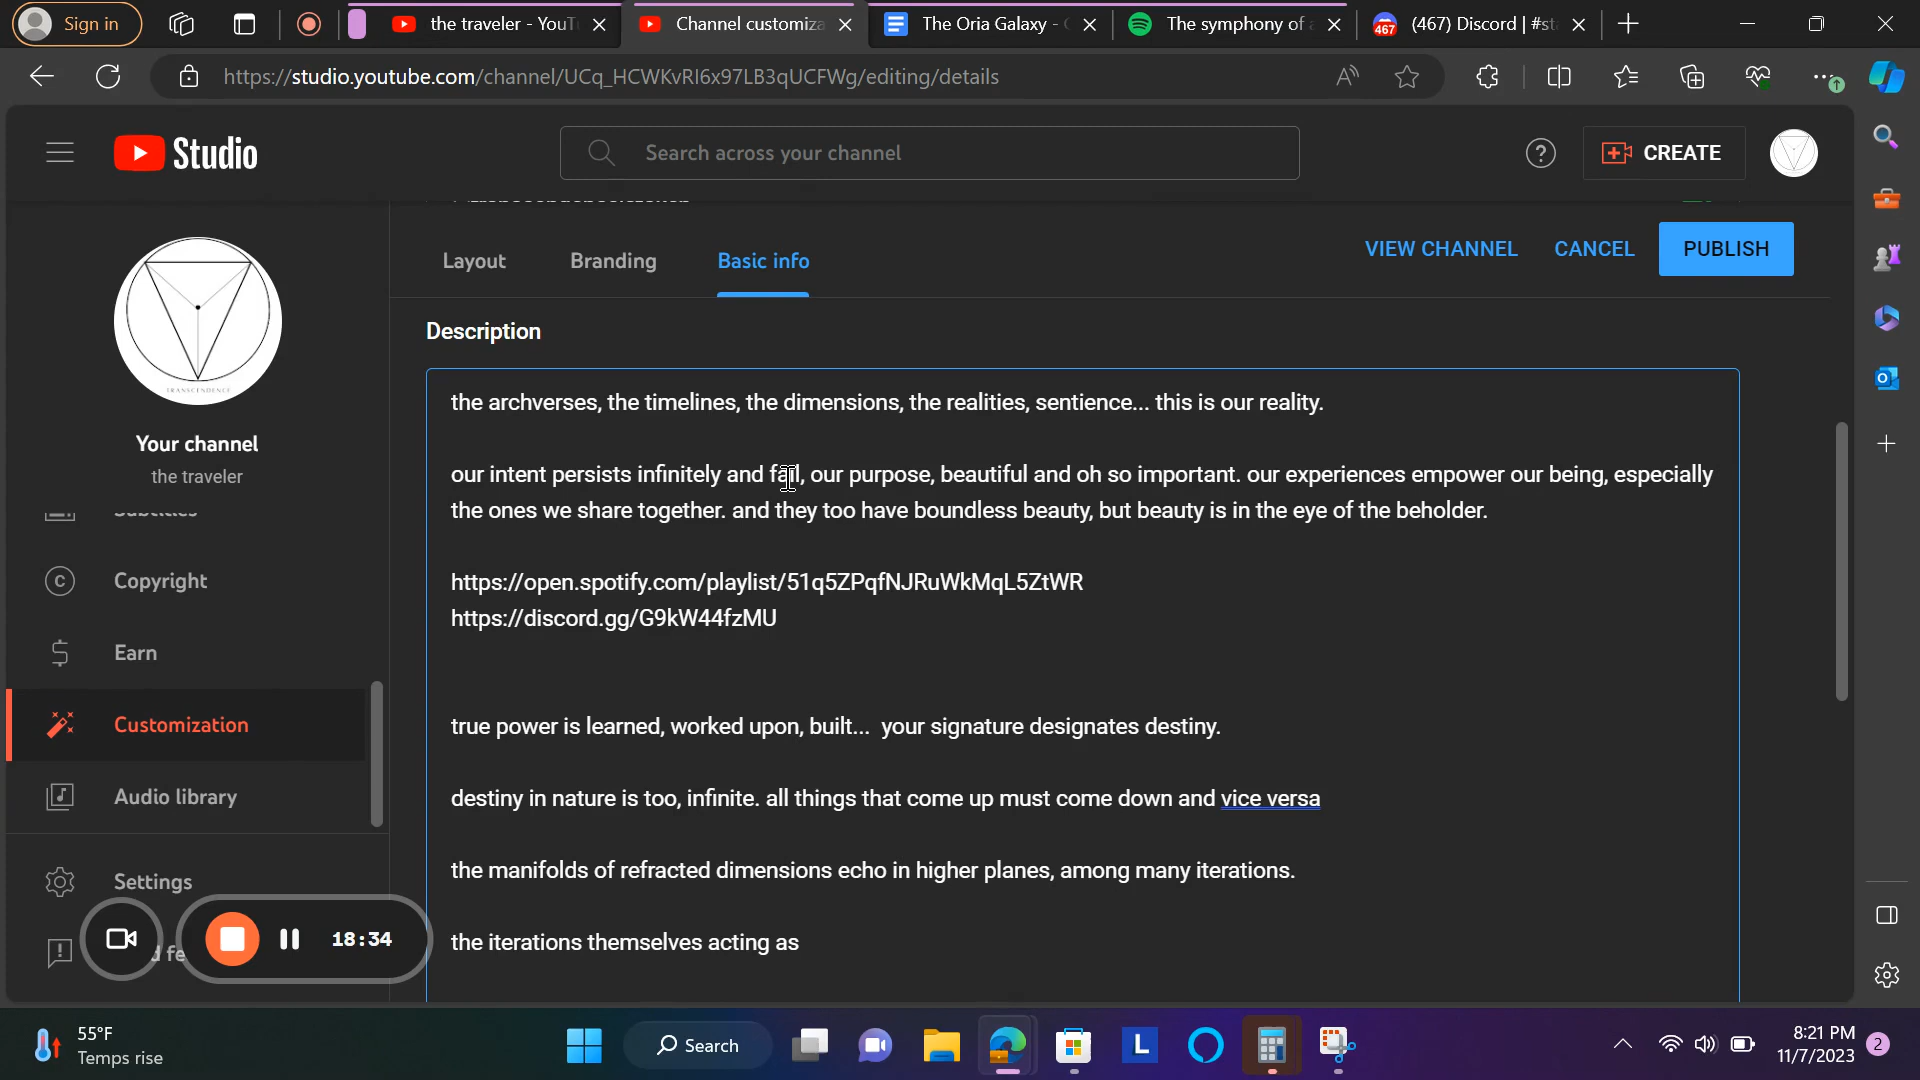 Sign in
the traveler - YouT
Channel customiza
The Oria Galaxy -
The symphony of
(467) Discord | #st
467
https://studio.youtube.com/channel/UCq_HCWKvRI6x97LB3qUCFWg/editing/details
Studio
Search across your channel
CREATE
Layout
Branding
Basic info
VIEW CHANNEL
CANCEL
PUBLISH
TRANSCENDENCE
Your channel
the traveler
Subtitles
Copyright
Earn
Customization
Audio library
Settings
18:34
Description
the archverses, the timelines, the dimensions, the realities, sentience... this is our reality.
our intent persists infinitely and fail, our purpose, beautiful and oh so important. our experiences empower our being, especially
the ones we share together. and they too have boundless beauty, but beauty is in the eye of the beholder.
https://open.spotify.com/playlist/51q5ZPqfNJRuWkMqL5ZtWR
https://discord.gg/G9kW44fzMU
true power is learned, worked upon, built... your signature designates destiny.
destiny in nature is too, infinite. all things that come up must come down and vice versa
the manifolds of refracted dimensions echo in higher planes, among many iterations.
the iterations themselves acting as
55°F
Temps rise
Search
L
8:21 PM
11/7/2023
2